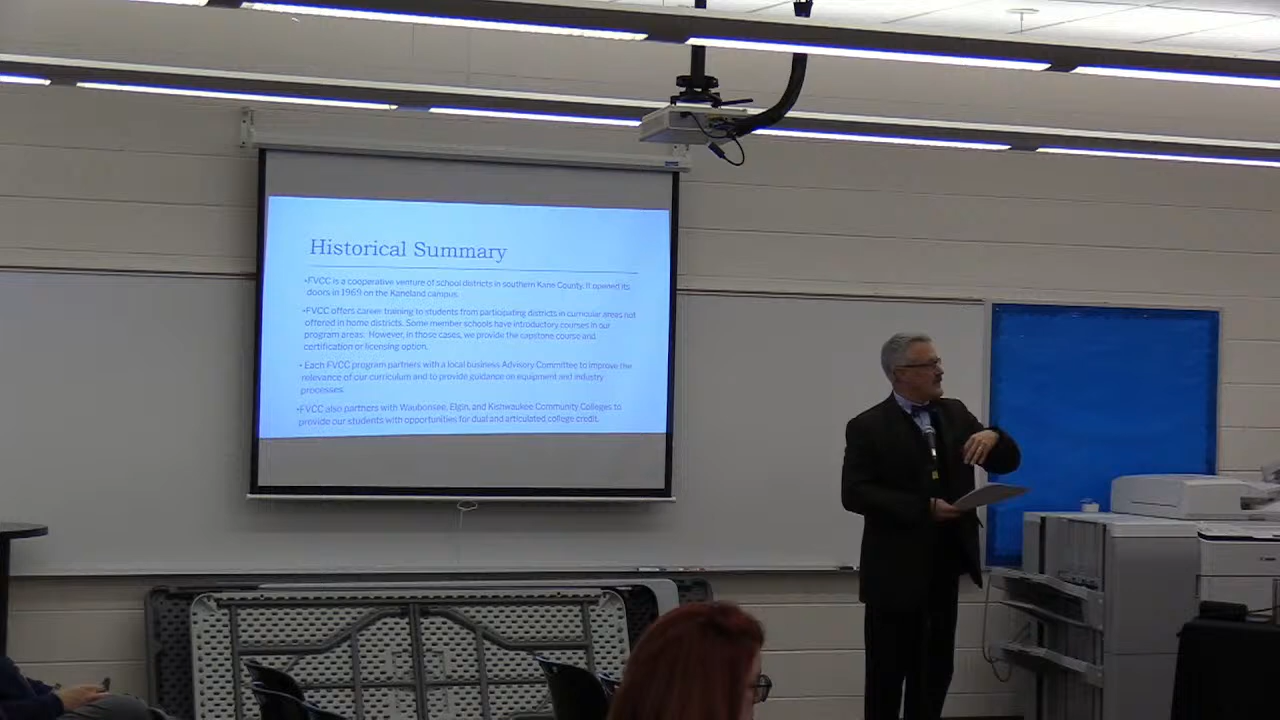 Historical Summary
•FVCC is a cooperative venture of school districts in southern Kane County. It opened its
doors in 1969 on the Kaneland campus.
•FVCC offers career training to students from participating districts in curricular areas not
offered in home districts. Some member schools have introductory courses in our
program areas. However, in those cases, we provide the capstone course and
certification or licensing option.
• Each FVCC program partners with a local business Advisory Committee to improve the
relevance of our curriculum and to provide guidance on equipment and industry
processes.
•FVCC also partners with Waubonsee, Elgin, and Kishwaukee Community Colleges to
provide our students with opportunities for dual and articulated college credit.